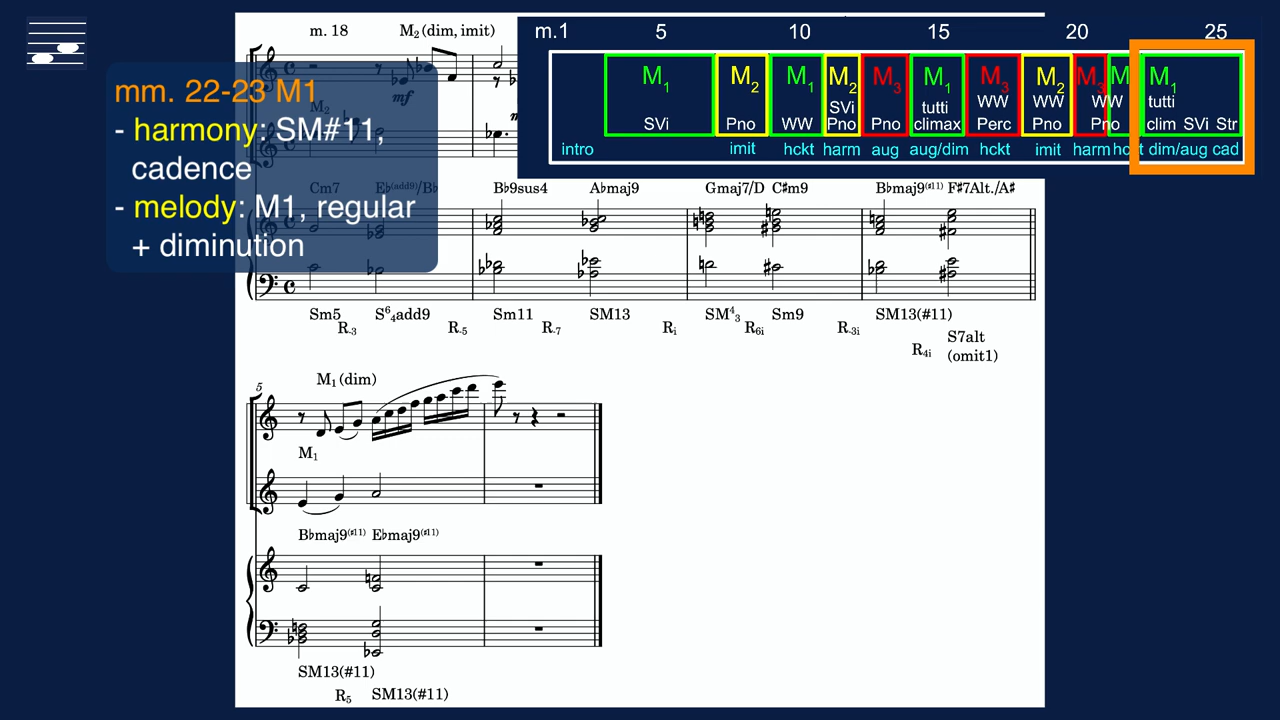 m. 18
M₂ (dim, imit)
mf
M₂
Cm7 E♭(add9)/B♭ B♭9sus4 A♭maj9 Gmaj7/D C♯m9 B♭maj9(♯11) F♯7Alt./A♯
Sm5 S⁶₄add9 Sm11 SM13 SM⁴₃ Sm9 SM13(#11) S7alt
(omit1)
R.3 R.5 R.7 Ri R6i R.3i R4i
5
M₁ (dim)
M₁
B♭maj9(♯11) E♭maj9(♯11)
SM13(#11)
R5 SM13(#11)
mm. 22-23 M1
- harmony: SM#11,
cadence
- melody: M1, regular
+ diminution
m.1 5 10 15 20 25
M₁ M₂ M₁ M₂ M₃ M₁ M₃ M₂ M₃ M M₁
SVi Pno WW SVi Pno Pno tutti climax WW Perc WW Pno WW Pno tutti clim SVi Str
intro imit hckt harm aug aug/dim hckt imit harm hckt dim/aug cad